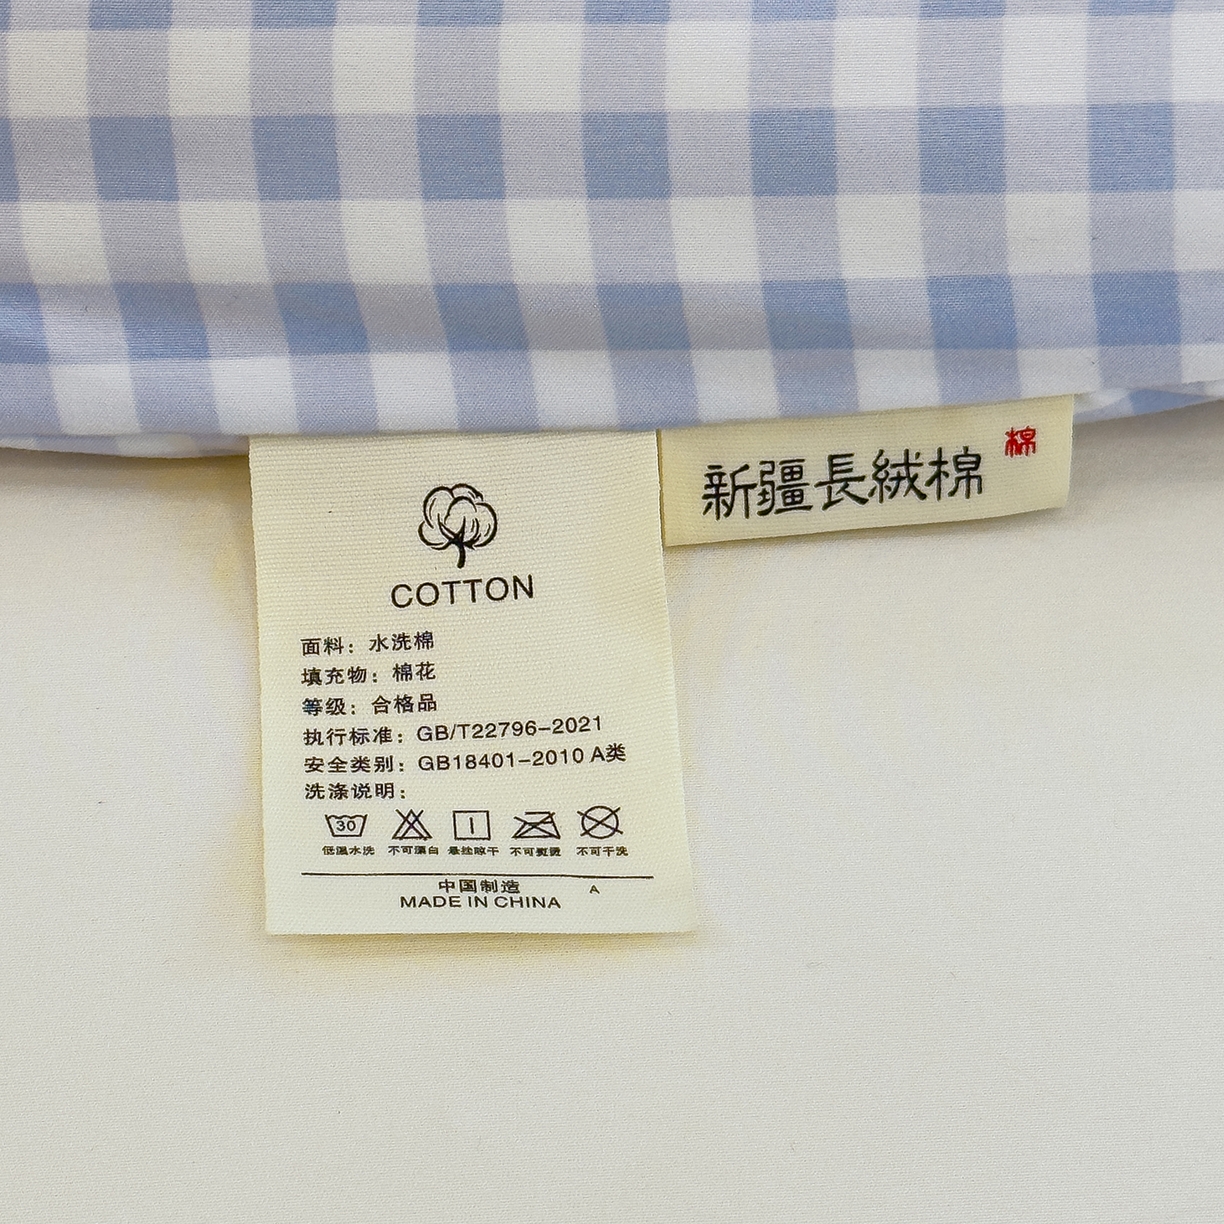 COTTON
面料：水洗棉
填充物：棉花
等级：合格品
执行标准：GB/T22796-2021
安全类别：GB18401-2010 A类
洗涤说明：
30
低温水洗 不可漂白 悬挂晾干 不可熨烫 不可干洗
中国制造 A
MADE IN CHINA
新疆長絨棉 棉